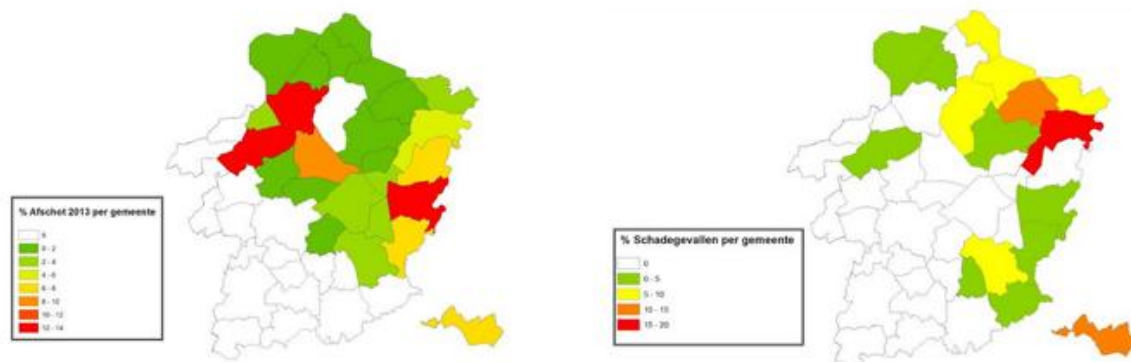 % Afschot 2013 per gemeente
0 - 2
2 - 4
4 - 6
6 - 8
8 - 10
10 - 12
12 - 14
% Schadegevallen per gemeente
0
0 - 5
5 - 10
10 - 15
15 - 20